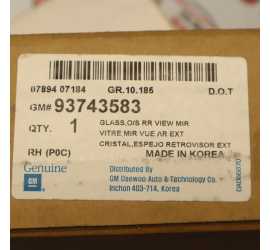 07894 07184 GR.10.185 D.O.T
GM# 93743583
QTY. 1 GLASS,O/S RR VIEW MIR
VITRE,MIR VUE AR EXT
CRISTAL,ESPEJO RETROVISOR EXT
RH (P0C) MADE IN KOREA
Genuine
GM
Distributed By
GM Daewoo Auto & Technology Co.
Inchon 403-714, Korea